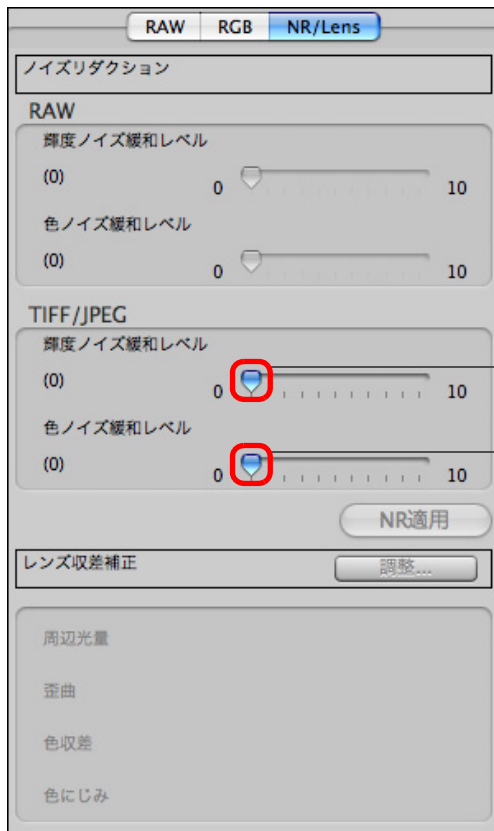 RAW RGB NR/Lens
ノイズリダクション
RAW
輝度ノイズ緩和レベル
(0) 0 10
色ノイズ緩和レベル
(0) 0 10
TIFF/JPEG
輝度ノイズ緩和レベル
(0) 0 10
色ノイズ緩和レベル
(0) 0 10
NR適用
レンズ収差補正 調整...
周辺光量
歪曲
色収差
色にじみ